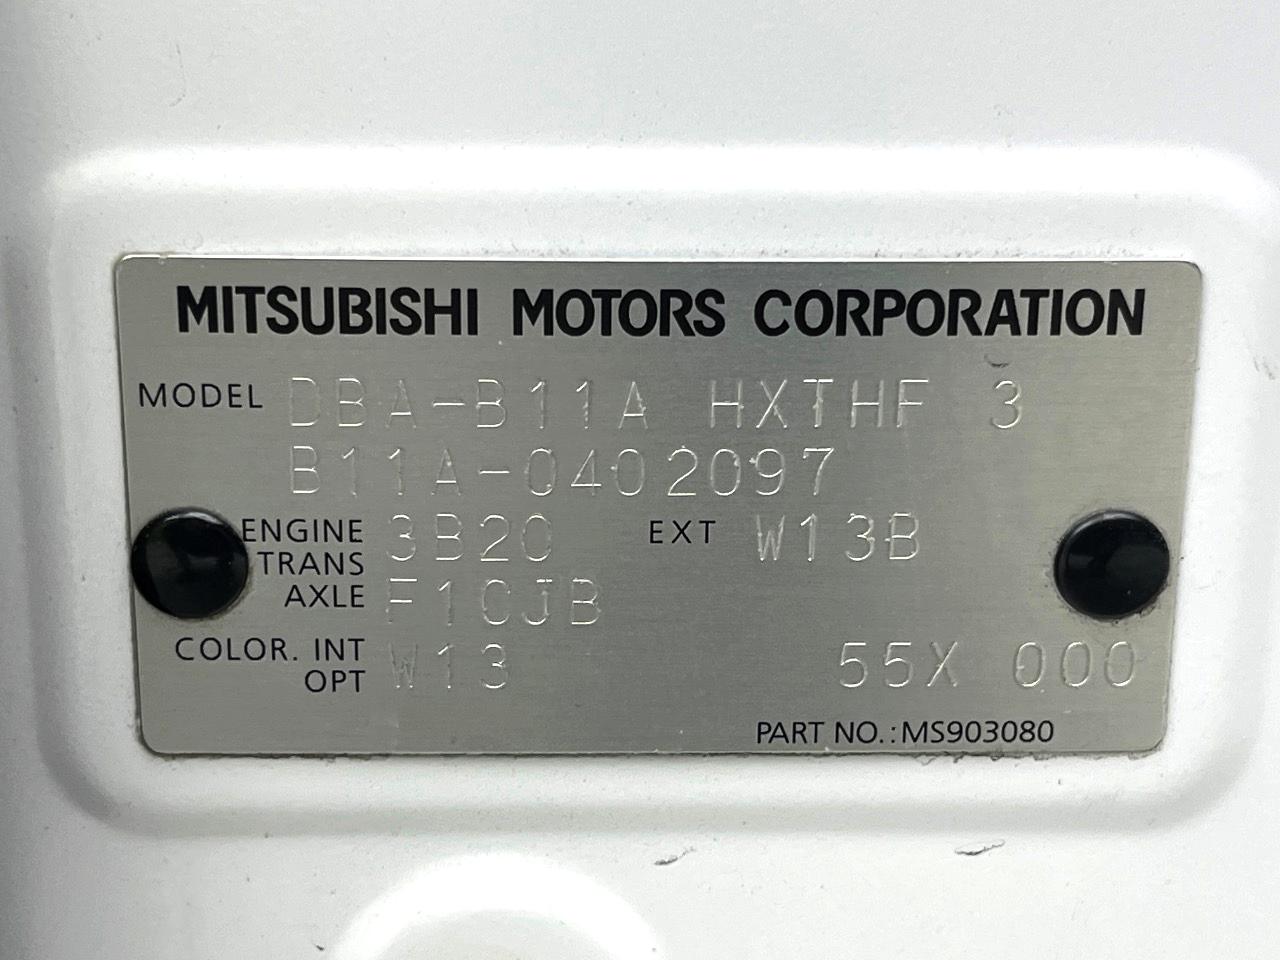 MITSUBISHI MOTORS CORPORATION
MODEL DBA-B11A HXTHF 3
B11A-0402097
ENGINE 3B20 EXT W13B
TRANS
AXLE F1CJB
COLOR. INT
OPT W13 55X 000
PART NO.:MS903080